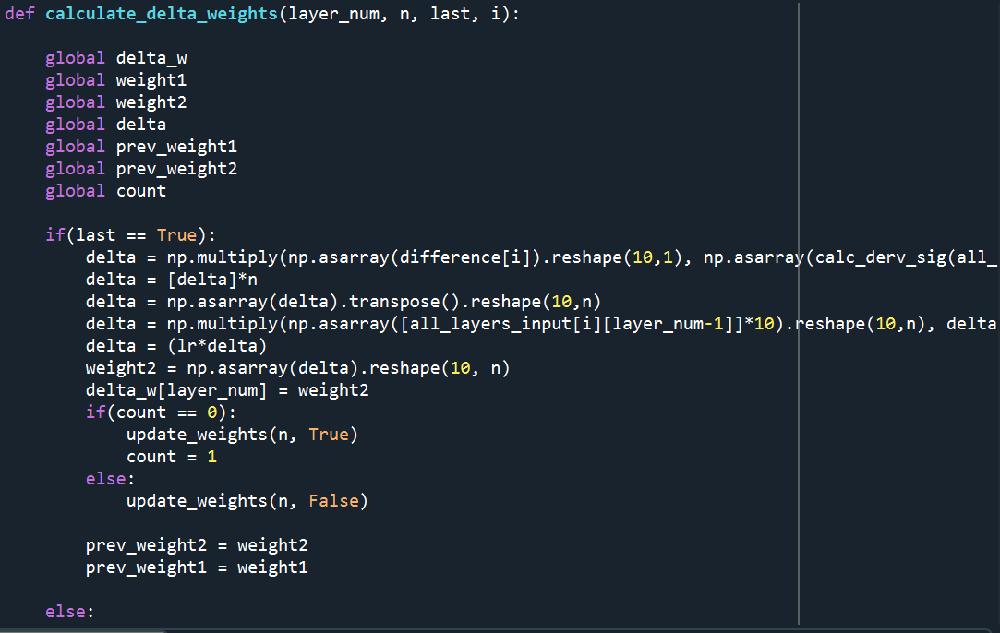 def calculate_delta_weights(layer_num, n, last, i):
global delta_w
global weight1
global weight2
global delta
global prev_weight1
global prev_weight2
global count
if(last == True):
delta = np.multiply(np.asarray(difference[i]).reshape(10,1), np.asarray(calc_derv_sig(all_
delta = [delta]*n
delta = np.asarray(delta).transpose().reshape(10,n)
delta = np.multiply(np.asarray([all_layers_input[i][layer_num-1]]*10).reshape(10,n), delta
delta = (lr*delta)
weight2 = np.asarray(delta).reshape(10, n)
delta_w[layer_num] = weight2
if(count == 0):
update_weights(n, True)
count = 1
else:
update_weights(n, False)
prev_weight2 = weight2
prev_weight1 = weight1
else: